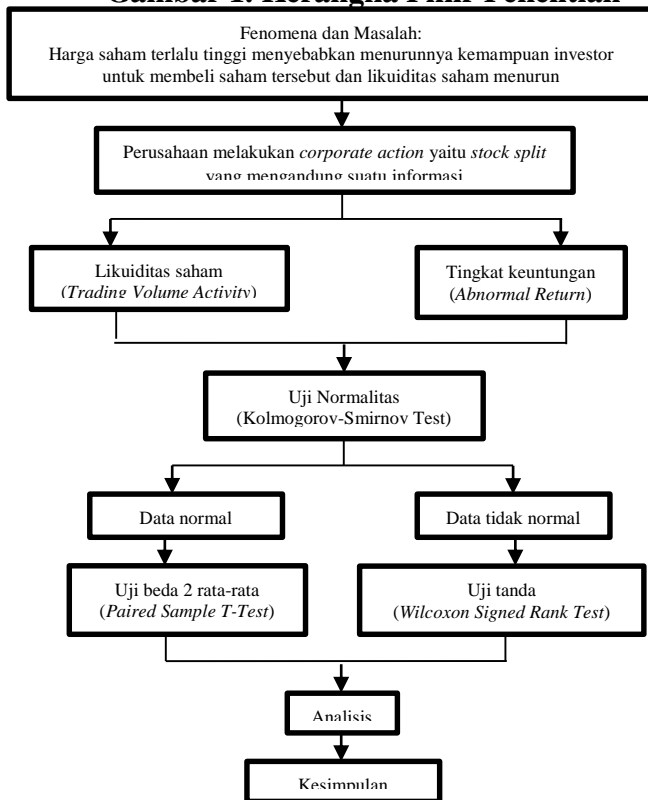 Gambar 1. Kerangka Pikir Penelitian
Fenomena dan Masalah:
Harga saham terlalu tinggi menyebabkan menurunnya kemampuan investor
untuk membeli saham tersebut dan likuiditas saham menurun
Perusahaan melakukan corporate action yaitu stock split
yang mengandung suatu informasi
Likuiditas saham
(Trading Volume Activity)
Tingkat keuntungan
(Abnormal Return)
Uji Normalitas
(Kolmogorov-Smirnov Test)
Data normal
Data tidak normal
Uji beda 2 rata-rata
(Paired Sample T-Test)
Uji tanda
(Wilcoxon Signed Rank Test)
Analisis
Kesimpulan